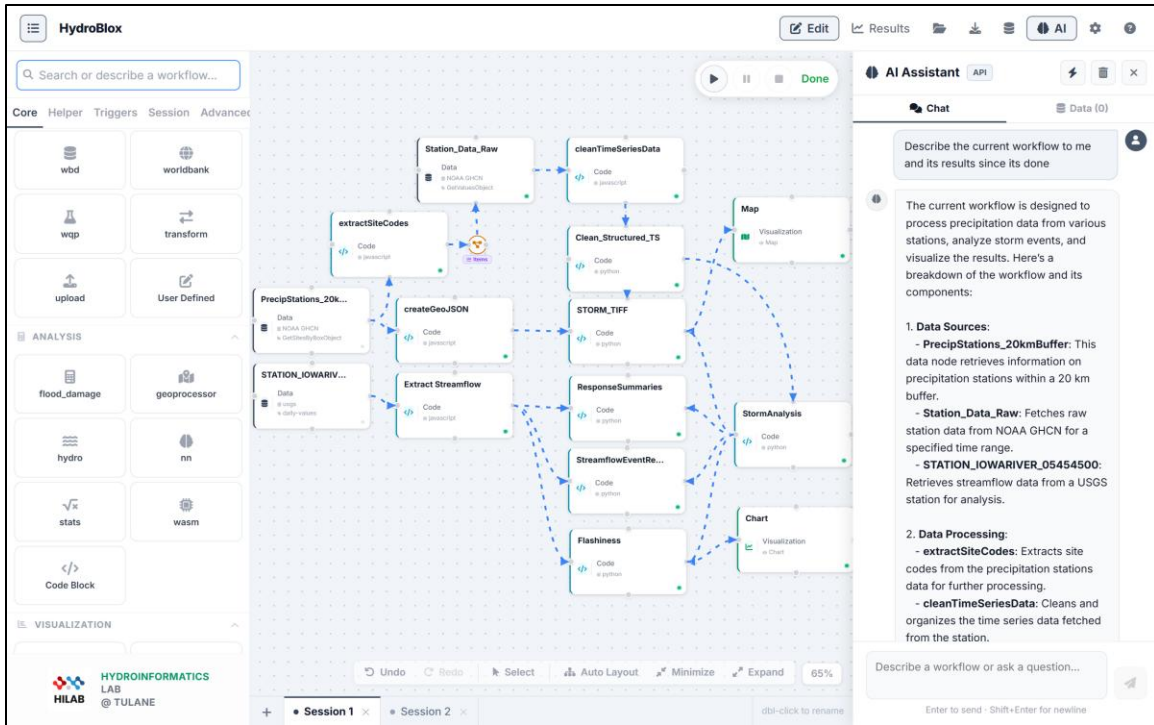 HydroBlox
Edit
Results
AI
Search or describe a workflow...
Core Helper Triggers Session Advanced
wbd
worldbank
wqp
transform
upload
User Defined
ANALYSIS
flood_damage
geoprocessor
hydro
nn
stats
wasm
Code Block
VISUALIZATION
HILAB
HYDROINFORMATICS
LAB
@ TULANE
Done
Station_Data_Raw
Data
NOAA GHCN
GetValuesObject
cleanTimeSeriesData
Code
javascript
extractSiteCodes
Code
javascript
Items
Map
Visualization
Map
Clean_Structured_TS
Code
python
PrecipStations_20k...
Data
NOAA GHCN
GetSitesByBoxObject
createGeoJSON
Code
javascript
STORM_TIFF
Code
python
STATION_IOWARIV...
Data
usgs
daily-values
Extract Streamflow
Code
javascript
ResponseSummaries
Code
python
StormAnalysis
Code
python
StreamflowEventRe...
Code
python
Flashiness
Code
python
Chart
Visualization
Chart
Undo
Redo
Select
Auto Layout
Minimize
Expand
65%
+ • Session 1 ×
• Session 2 ×
dbl-click to rename
AI Assistant API
Chat
Data (0)
Describe the current workflow to me
and its results since its done
The current workflow is designed to
process precipitation data from various
stations, analyze storm events, and
visualize the results. Here's a
breakdown of the workflow and its
components:
1. Data Sources:
- PrecipStations_20kmBuffer: This
data node retrieves information on
precipitation stations within a 20 km
buffer.
- Station_Data_Raw: Fetches raw
station data from NOAA GHCN for a
specified time range.
- STATION_IOWARIVER_05454500:
Retrieves streamflow data from a USGS
station for analysis.
2. Data Processing:
- extractSiteCodes: Extracts site
codes from the precipitation stations
data for further processing.
- cleanTimeSeriesData: Cleans and
organizes the time series data fetched
from the station.
Describe a workflow or ask a question...
Enter to send · Shift+Enter for newline